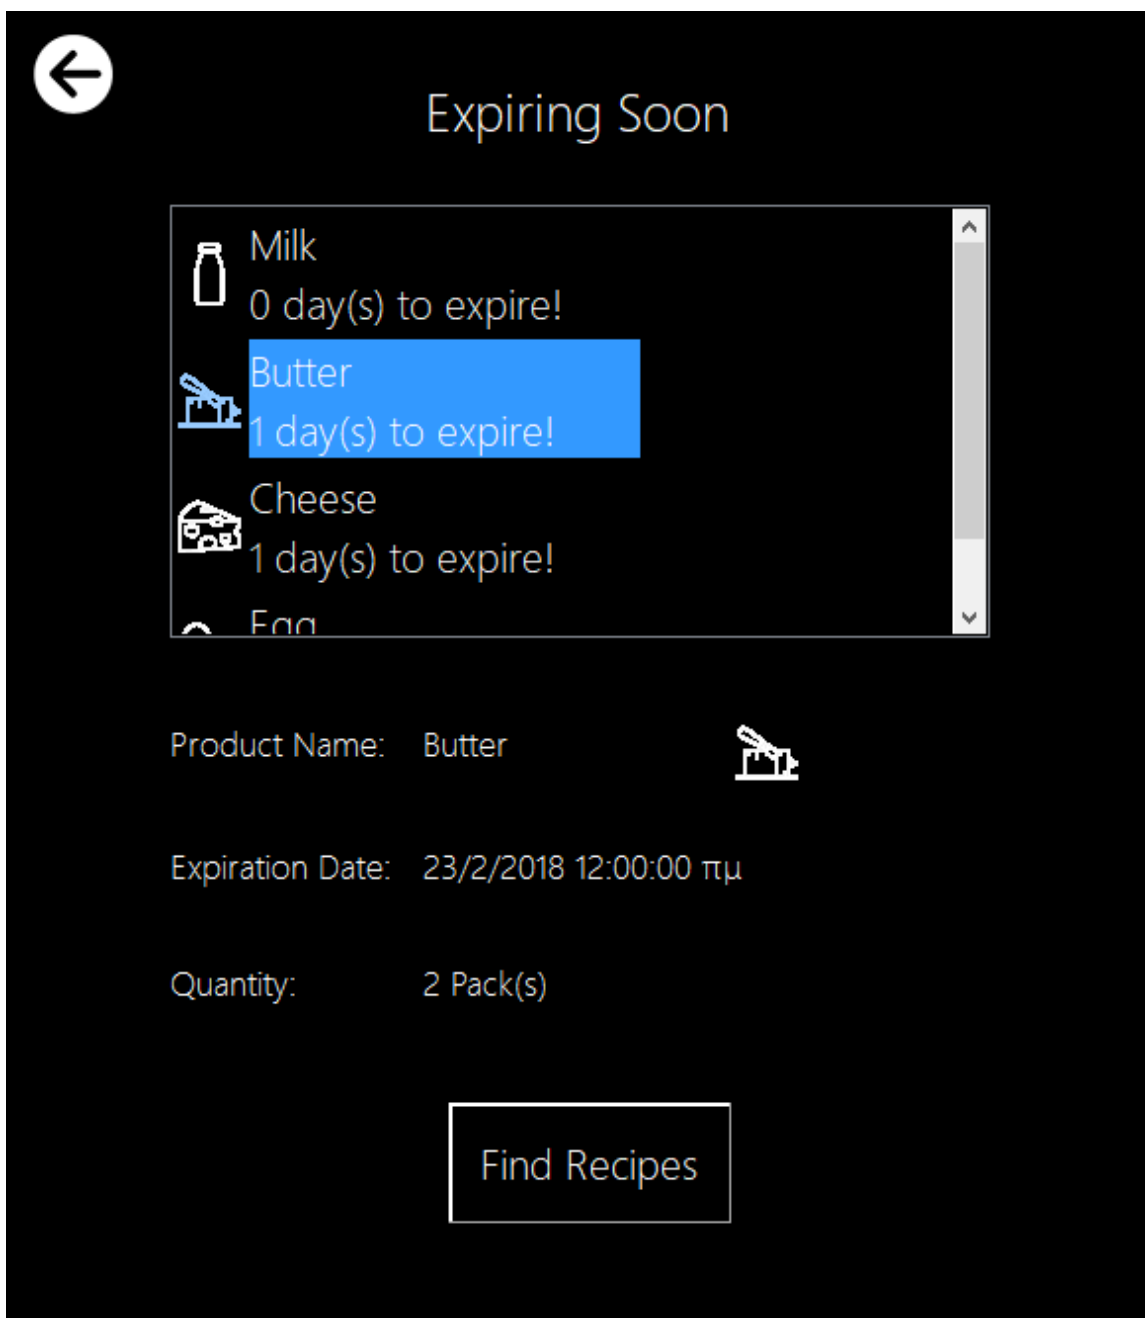 Expiring Soon
Milk
0 day(s) to expire!
Butter
1 day(s) to expire!
Cheese
1 day(s) to expire!
Egg
Product Name: Butter
Expiration Date: 23/2/2018 12:00:00 πμ
Quantity: 2 Pack(s)
Find Recipes